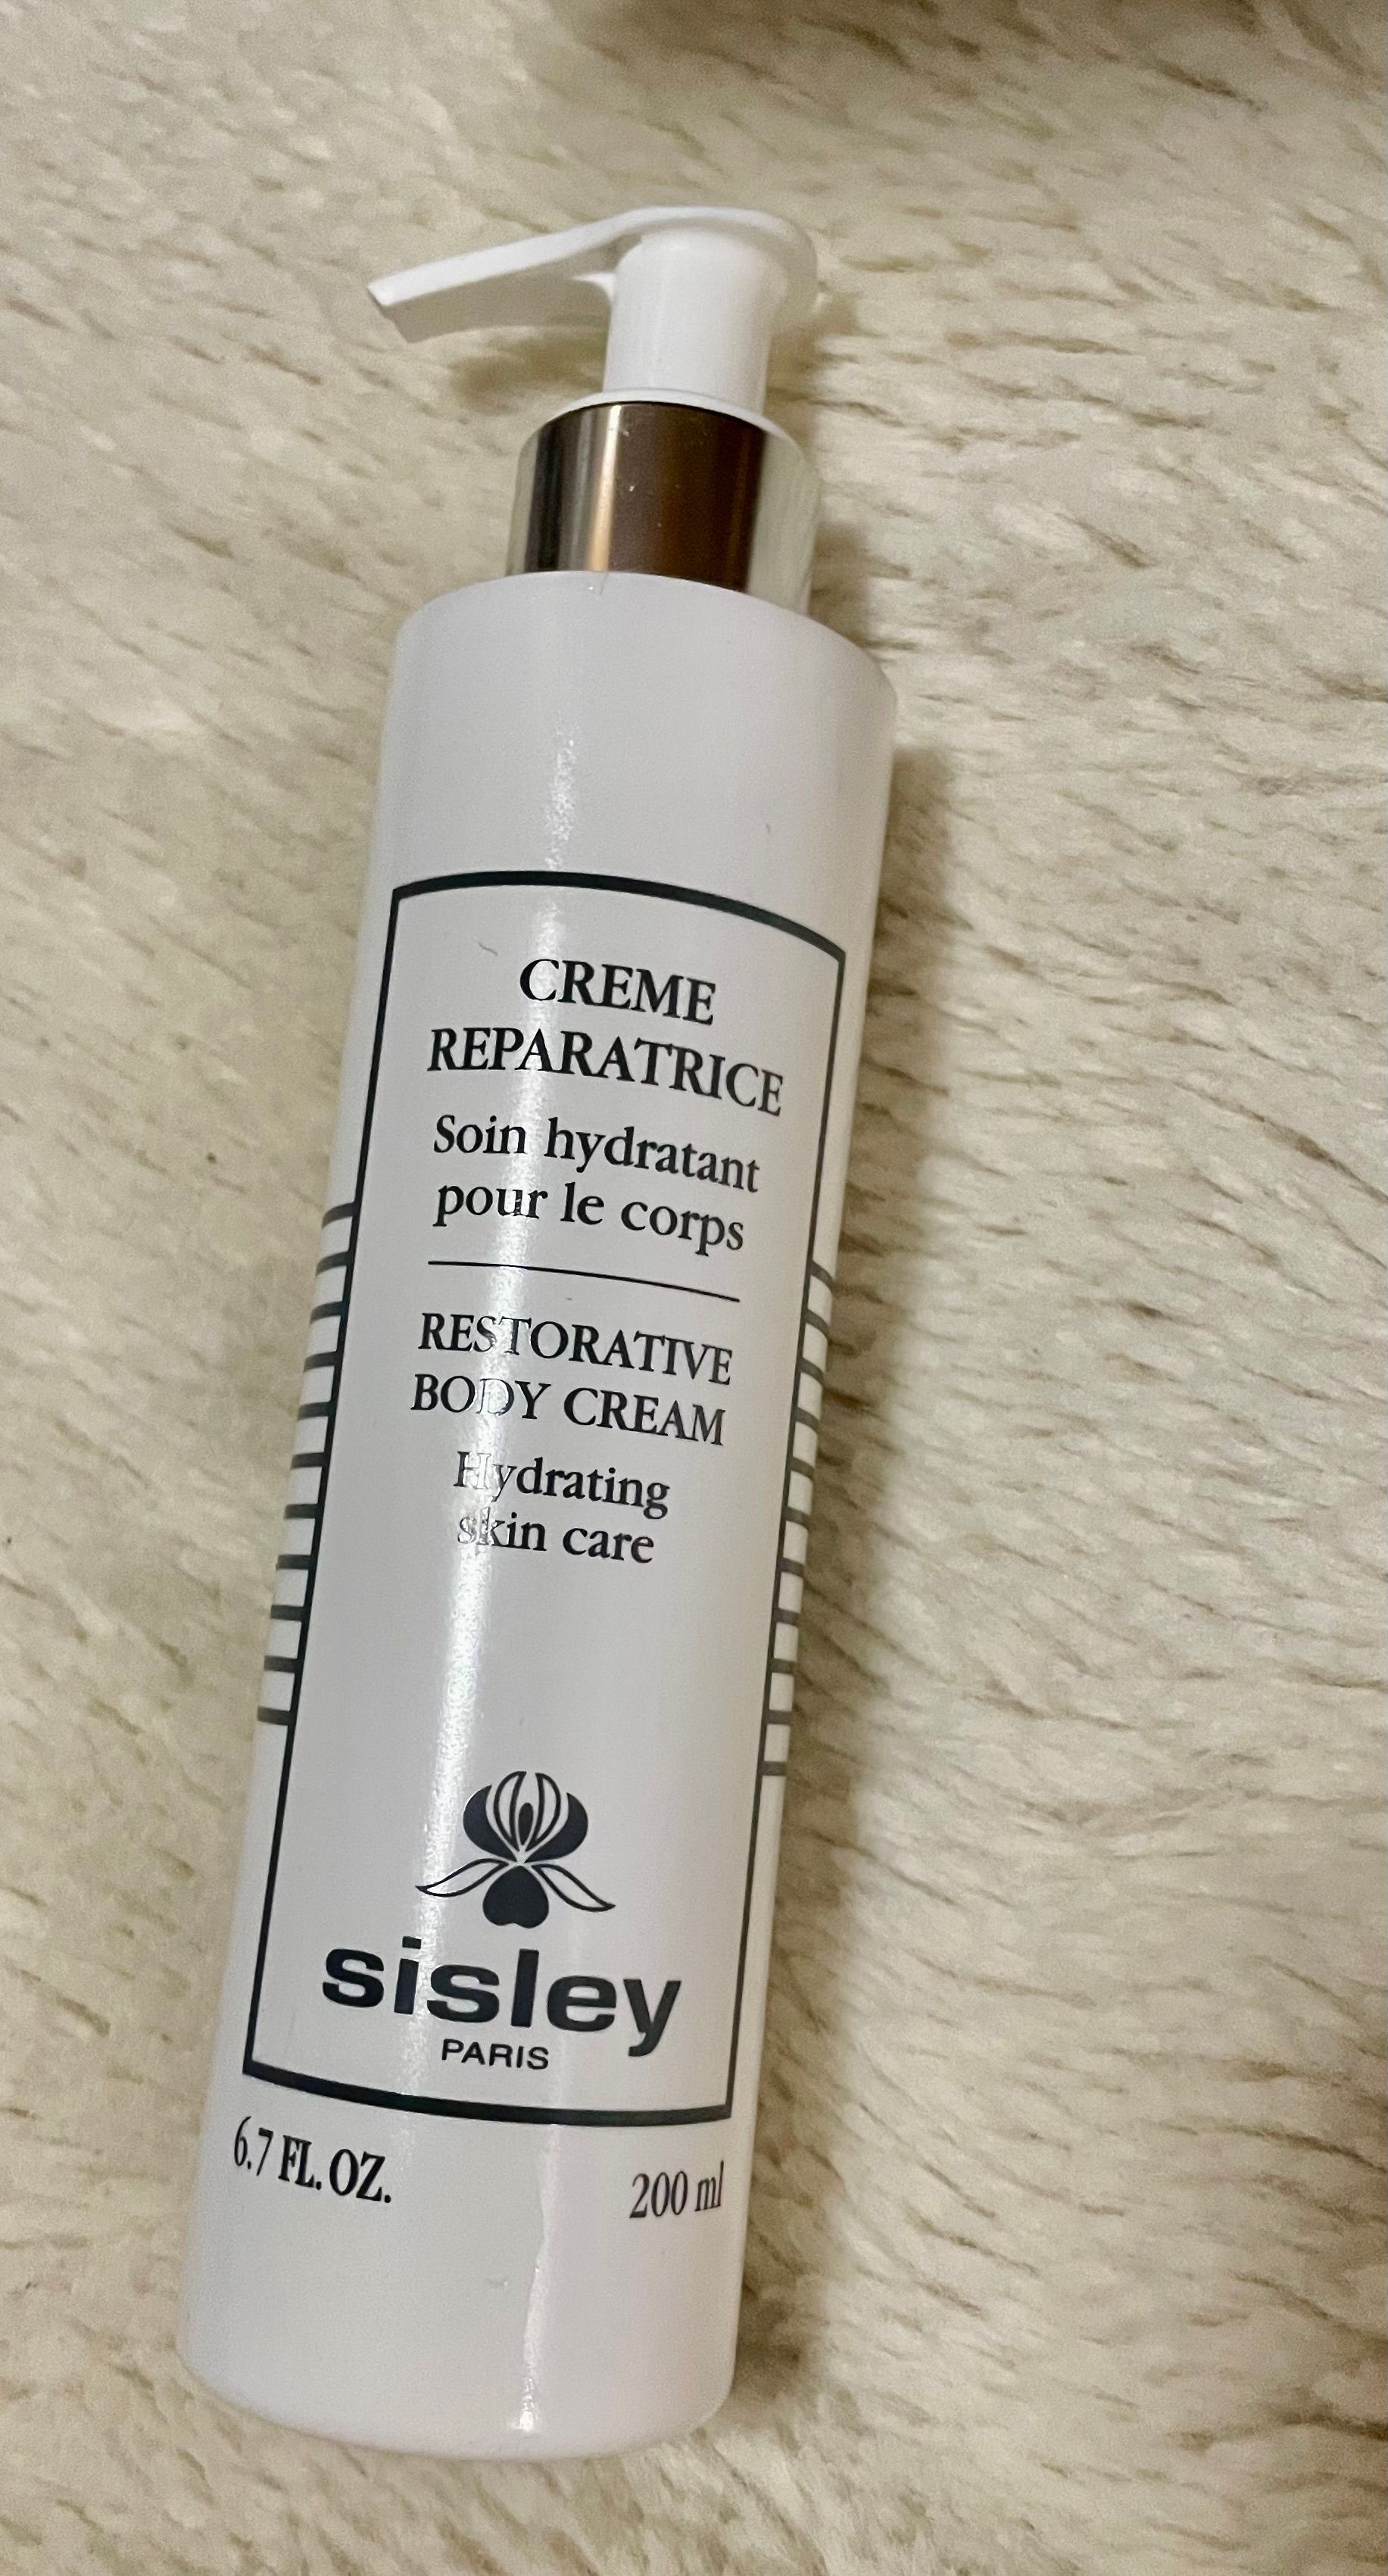 CREME
REPARATRICE
Soin hydratant
pour le corps
RESTORATIVE
BODY CREAM
Hydrating
skin care
sisley
PARIS
6.7 FL. OZ. 200 ml